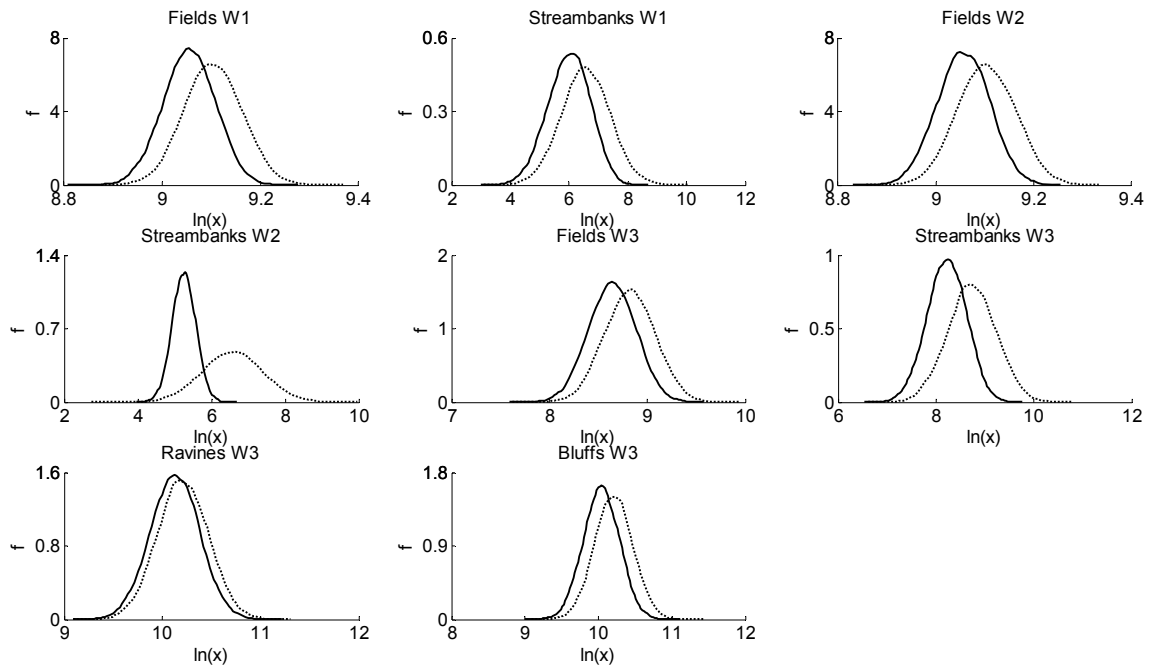 Fields W1
8
4
0
f
8.8 9 9.2 9.4
ln(x)
Streambanks W1
0.6
0.3
0
f
2 4 6 8 10 12
ln(x)
Fields W2
8
4
0
f
8.8 9 9.2 9.4
ln(x)
Streambanks W2
1.4
0.7
0
f
2 4 6 8 10
ln(x)
Fields W3
2
1
0
f
7 8 9 10
ln(x)
Streambanks W3
1
0.5
0
f
6 8 10 12
ln(x)
Ravines W3
1.6
0.8
0
f
9 10 11 12
ln(x)
Bluffs W3
1.8
0.9
0
f
8 9 10 11 12
ln(x)